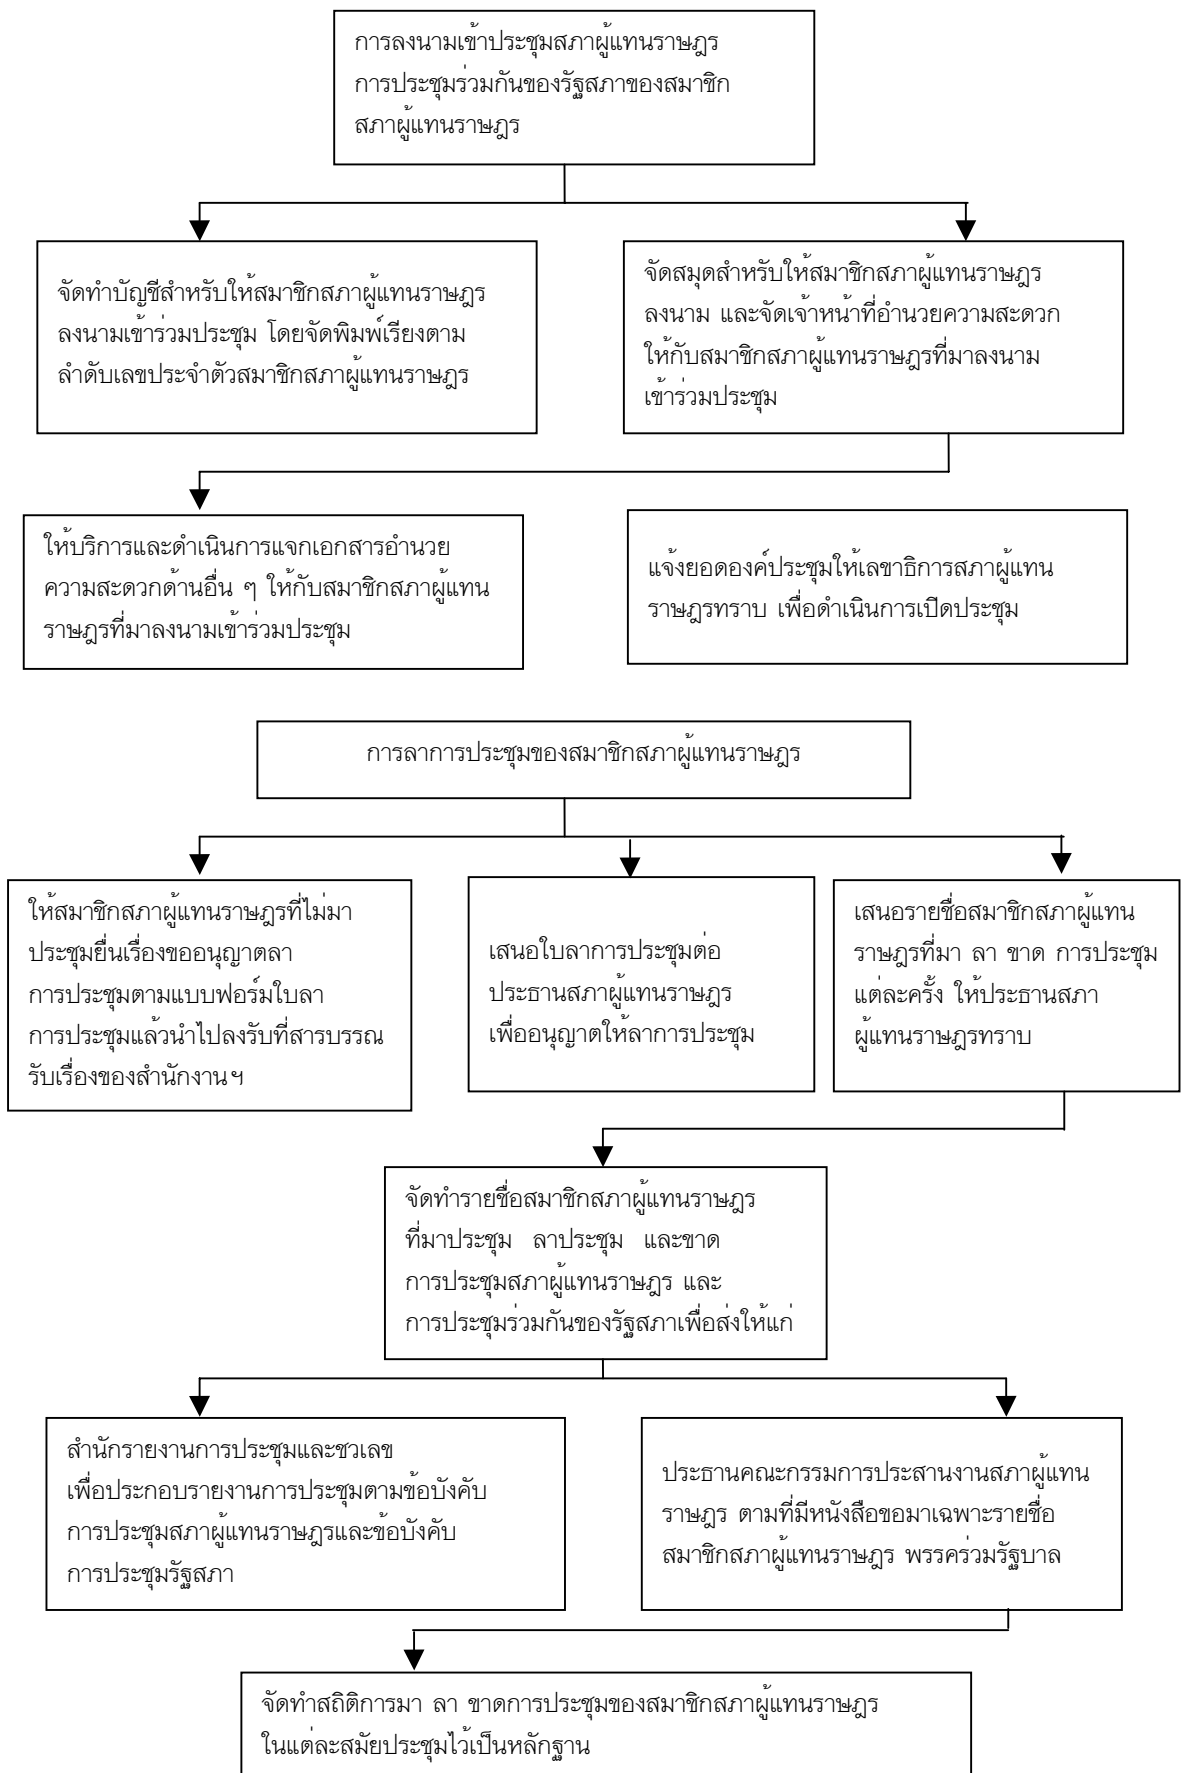 การลงนามเข้าประชุมสภาผู้แทนราษฎร
การประชุมร่วมกันของรัฐสภาของสมาชิก
สภาผู้แทนราษฎร
จัดทำบัญชีสำหรับให้สมาชิกสภาผู้แทนราษฎร
ลงนามเข้าร่วมประชุม โดยจัดพิมพ์เรียงตาม
ลำดับเลขประจำตัวสมาชิกสภาผู้แทนราษฎร
จัดสมุดสำหรับให้สมาชิกสภาผู้แทนราษฎร
ลงนาม และจัดเจ้าหน้าที่อำนวยความสะดวก
ให้กับสมาชิกสภาผู้แทนราษฎรที่มาลงนาม
เข้าร่วมประชุม
ให้บริการและดำเนินการแจกเอกสารอำนวย
ความสะดวกด้านอื่น ๆ ให้กับสมาชิกสภาผู้แทน
ราษฎรที่มาลงนามเข้าร่วมประชุม
แจ้งยอดองค์ประชุมให้เลขาธิการสภาผู้แทน
ราษฎรทราบ เพื่อดำเนินการเปิดประชุม
การลาการประชุมของสมาชิกสภาผู้แทนราษฎร
ให้สมาชิกสภาผู้แทนราษฎรที่ไม่มา
ประชุมยื่นเรื่องขออนุญาตลา
การประชุมตามแบบฟอร์มใบลา
การประชุมแล้วนำไปลงรับที่สารบรรณ
รับเรื่องของสำนักงานฯ
เสนอใบลาการประชุมต่อ
ประธานสภาผู้แทนราษฎร
เพื่ออนุญาตให้ลาการประชุม
เสนอรายชื่อสมาชิกสภาผู้แทน
ราษฎรที่มา ลา ขาด การประชุม
แต่ละครั้ง ให้ประธานสภา
ผู้แทนราษฎรทราบ
จัดทำรายชื่อสมาชิกสภาผู้แทนราษฎร
ที่มาประชุม ลาประชุม และขาด
การประชุมสภาผู้แทนราษฎร และ
การประชุมร่วมกันของรัฐสภาเพื่อส่งให้แก่
สำนักรายงานการประชุมและชวเลข
เพื่อประกอบรายงานการประชุมตามข้อบังคับ
การประชุมสภาผู้แทนราษฎรและข้อบังคับ
การประชุมรัฐสภา
ประธานคณะกรรมการประสานงานสภาผู้แทน
ราษฎร ตามที่มีหนังสือขอมาเฉพาะรายชื่อ
สมาชิกสภาผู้แทนราษฎร พรรคร่วมรัฐบาล
จัดทำสถิติการมา ลา ขาดการประชุมของสมาชิกสภาผู้แทนราษฎร
ในแต่ละสมัยประชุมไว้เป็นหลักฐาน